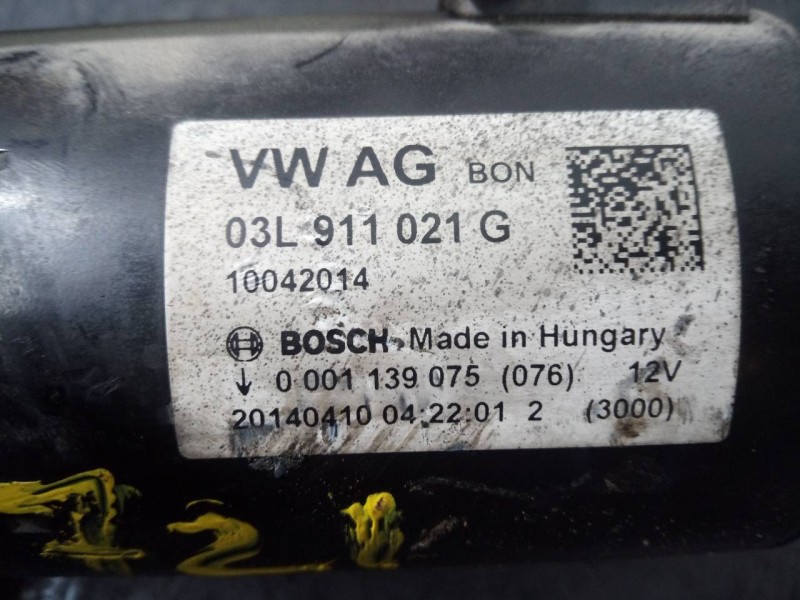 VW AG BON
03L 911 021 G
10042014
BOSCH Made in Hungary
↓ 0 001 139 075 (076) 12V
20140410 04:22:01 2 (3000)